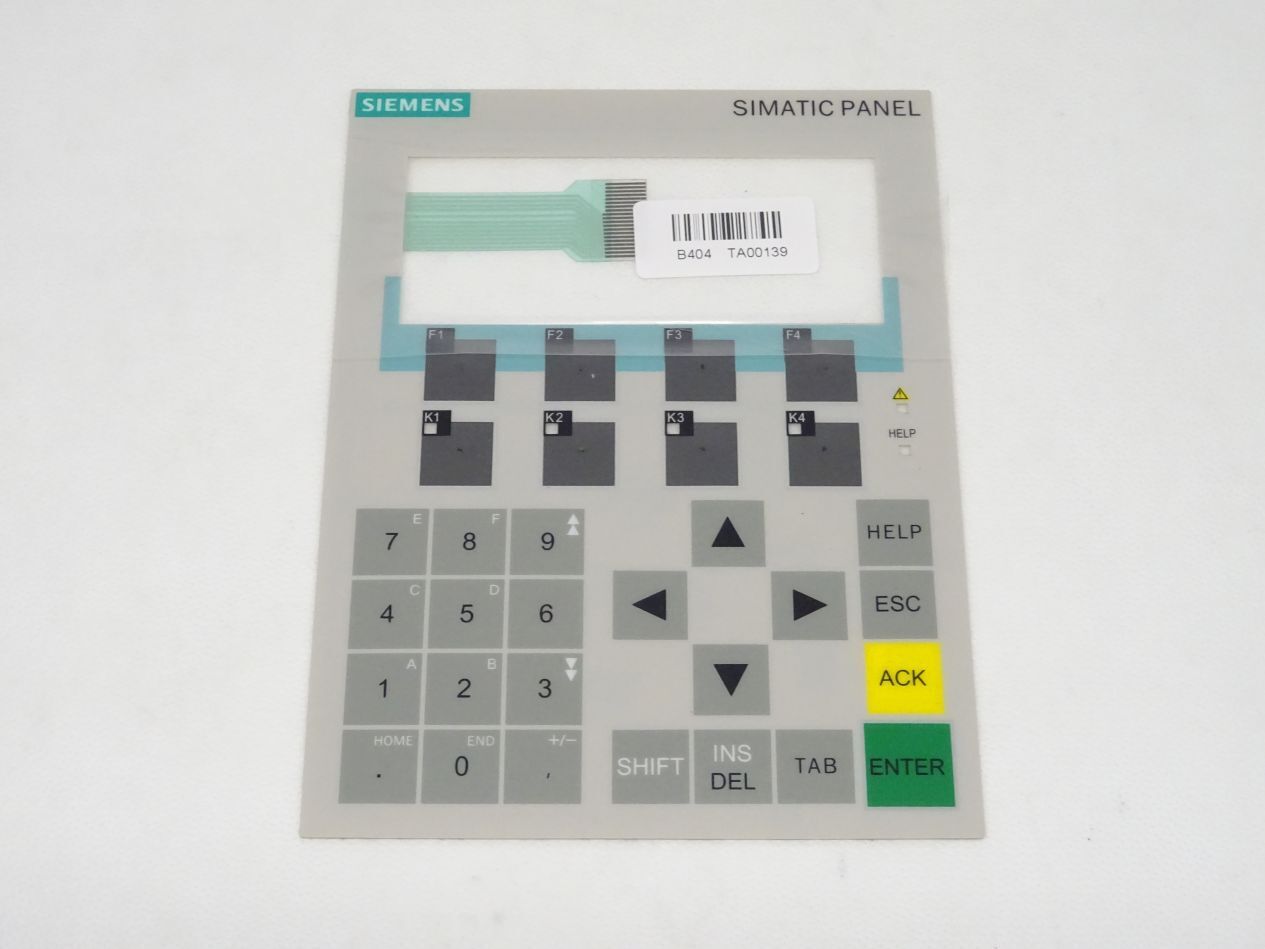 SIEMENS
SIMATIC PANEL
B404 TA00139
F1 F2 F3 F4
K1 K2 K3 K4
HELP
E F
7 8 9
HELP
C D
4 5 6
ESC
A B
1 2 3
ACK
HOME END +/−
. 0 ,
SHIFT
INS
DEL
TAB
ENTER